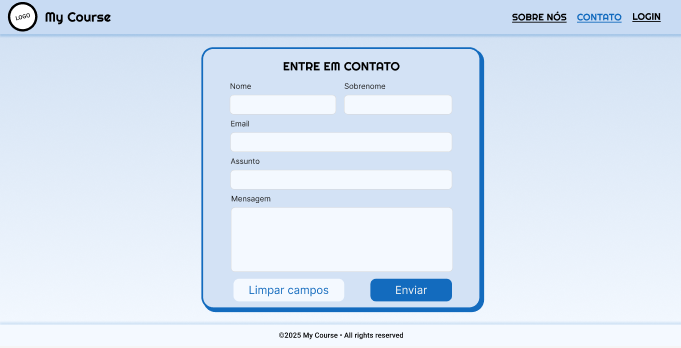 LOGO My Course SOBRE NÓS CONTATO LOGIN
ENTRE EM CONTATO
Nome Sobrenome
Email
Assunto
Mensagem
Limpar campos Enviar
©2025 My Course • All rights reserved